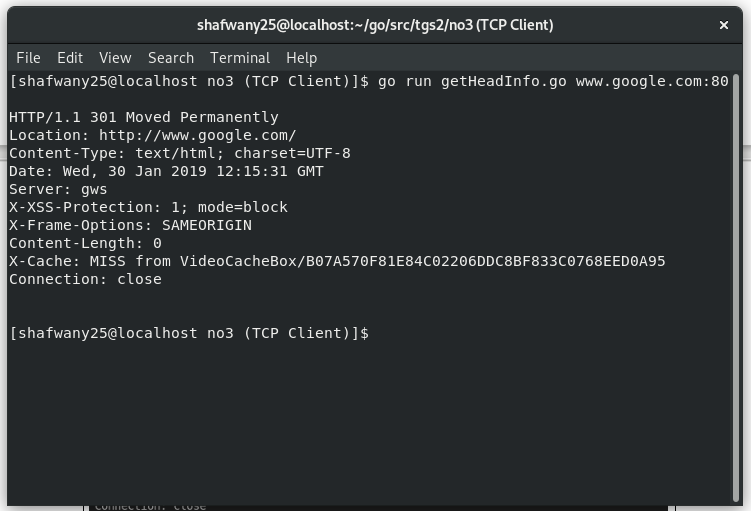 shafwany25@localhost:~/go/src/tgs2/no3 (TCP Client)
File Edit View Search Terminal Help
[shafwany25@localhost no3 (TCP Client)]$ go run getHeadInfo.go www.google.com:80
HTTP/1.1 301 Moved Permanently
Location: http://www.google.com/
Content-Type: text/html; charset=UTF-8
Date: Wed, 30 Jan 2019 12:15:31 GMT
Server: gws
X-XSS-Protection: 1; mode=block
X-Frame-Options: SAMEORIGIN
Content-Length: 0
X-Cache: MISS from VideoCacheBox/B07A570F81E84C02206DDC8BF833C0768EED0A95
Connection: close
[shafwany25@localhost no3 (TCP Client)]$
Connection: close